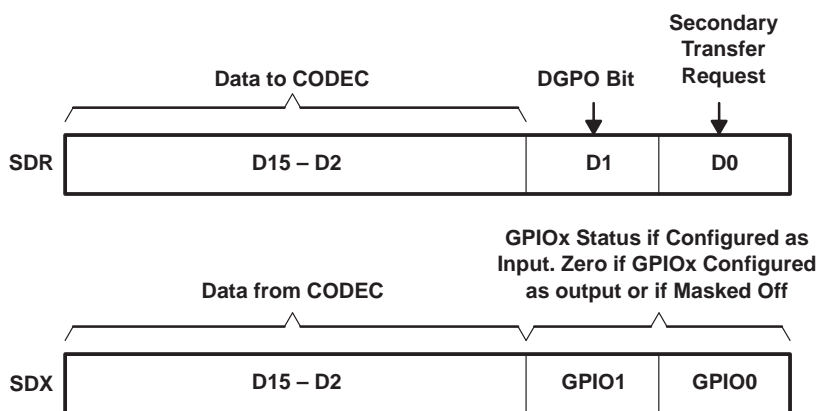 Secondary
Transfer
Request
Data to CODEC
DGPO Bit
SDR
D15 – D2
D1
D0
GPIOx Status if Configured as
Input. Zero if GPIOx Configured
as output or if Masked Off
Data from CODEC
SDX
D15 – D2
GPIO1
GPIO0